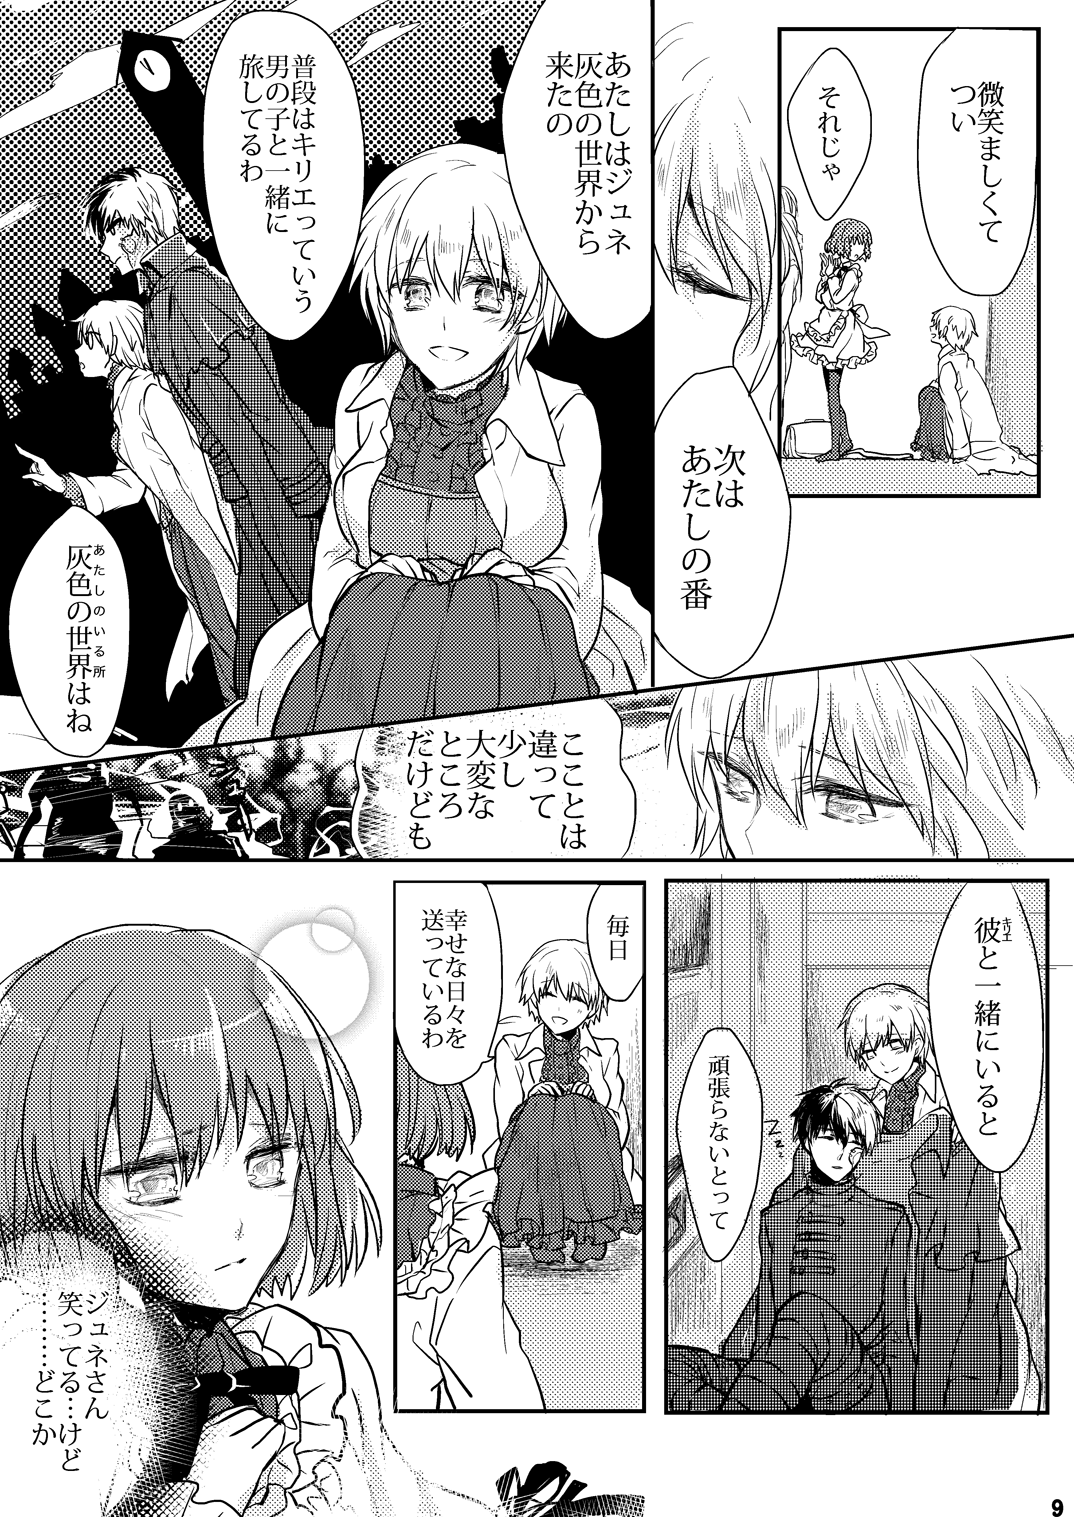 微笑ましくて
つい
それじゃ
次は
あたしの番
あたしはジュネ
灰色の世界から
来たの
普段はキリエっていう
男の子と一緒に
旅してるわ
あたしのいる所
灰色の世界はね
こことは
違って
少し
大変な
ところ
だけども
キリエ
彼と一緒にいると
頑張らないとって
毎日
幸せな日々を
送っているわ
ジュネさん
笑ってる…けど
………どこか
Zzz
9